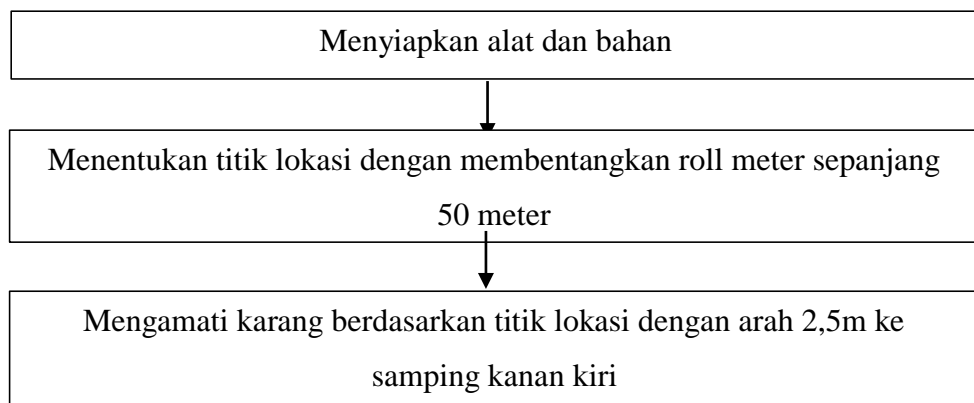 Menyiapkan alat dan bahan
Menentukan titik lokasi dengan membentangkan roll meter sepanjang
50 meter
Mengamati karang berdasarkan titik lokasi dengan arah 2,5m ke
samping kanan kiri